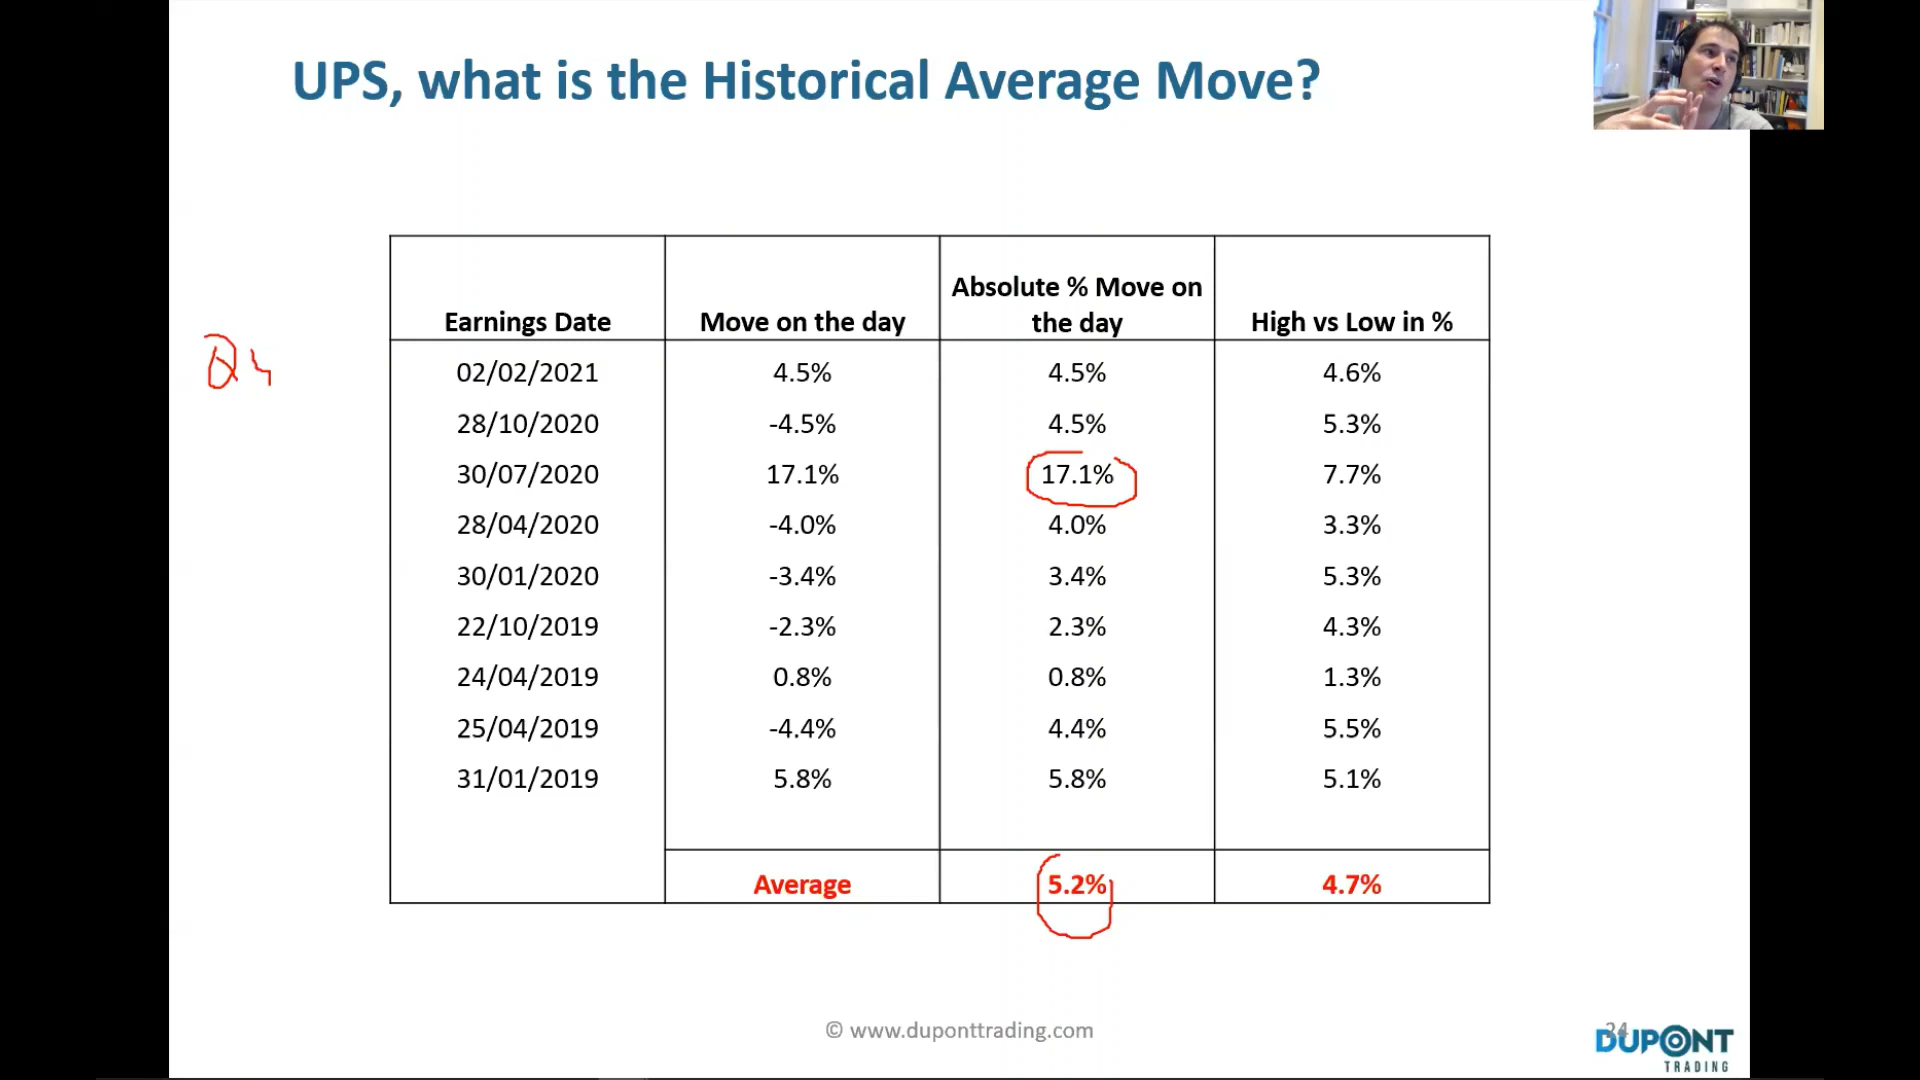 UPS, what is the Historical Average Move?
Earnings Date Move on the day Absolute % Move on the day High vs Low in %
Q4
02/02/2021 4.5% 4.5% 4.6%
28/10/2020 -4.5% 4.5% 5.3%
30/07/2020 17.1% 17.1% 7.7%
28/04/2020 -4.0% 4.0% 3.3%
30/01/2020 -3.4% 3.4% 5.3%
22/10/2019 -2.3% 2.3% 4.3%
24/04/2019 0.8% 0.8% 1.3%
25/04/2019 -4.4% 4.4% 5.5%
31/01/2019 5.8% 5.8% 5.1%
Average 5.2% 4.7%
© www.duponttrading.com
24
DUPONT
TRADING